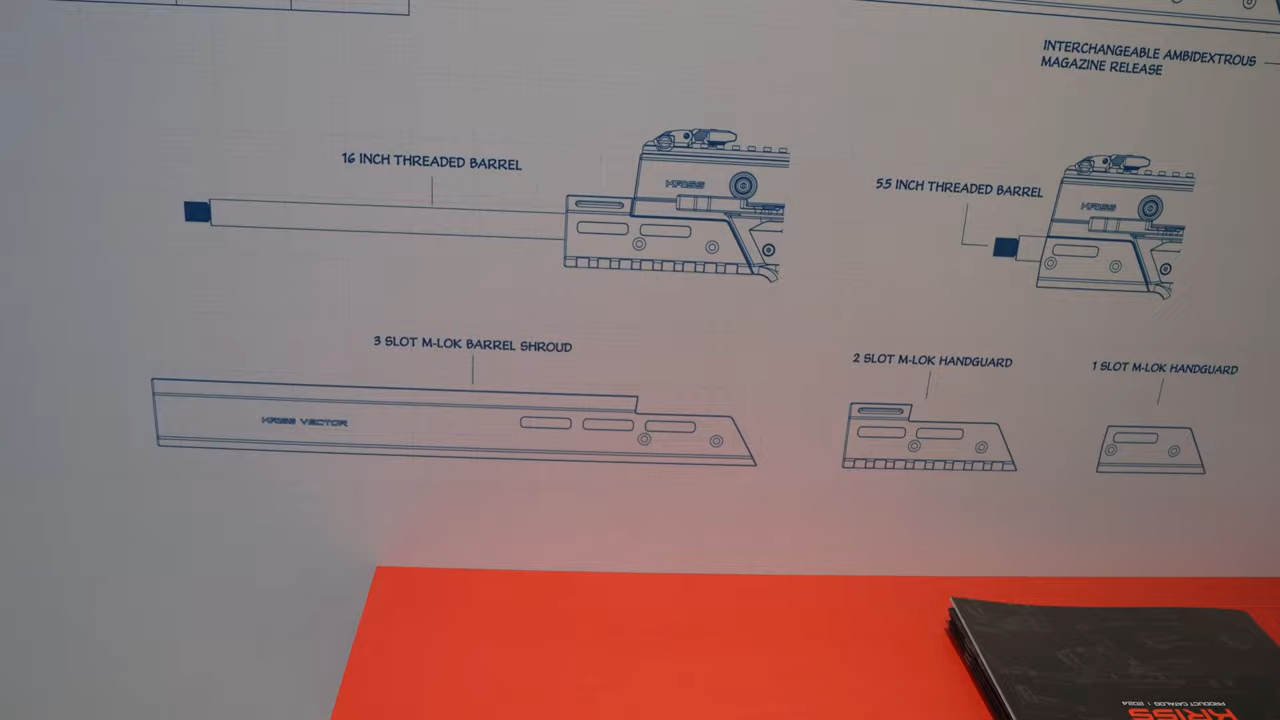 INTERCHANGEABLE AMBIDEXTROUS
MAGAZINE RELEASE
16 INCH THREADED BARREL
KRISS
5.5 INCH THREADED BARREL
KRISS
3 SLOT M-LOK BARREL SHROUD
KRISS VECTOR
2 SLOT M-LOK HANDGUARD
1 SLOT M-LOK HANDGUARD
PRODUCT CATALOG | 2024
KRISS